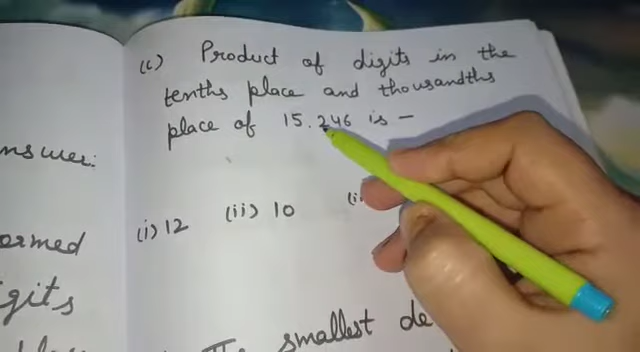 (c) Product of digits in the
tenths place and thousandths
place of 15.246 is –
(i) 12 (ii) 10
nswer:
ormed
igits
smallest de